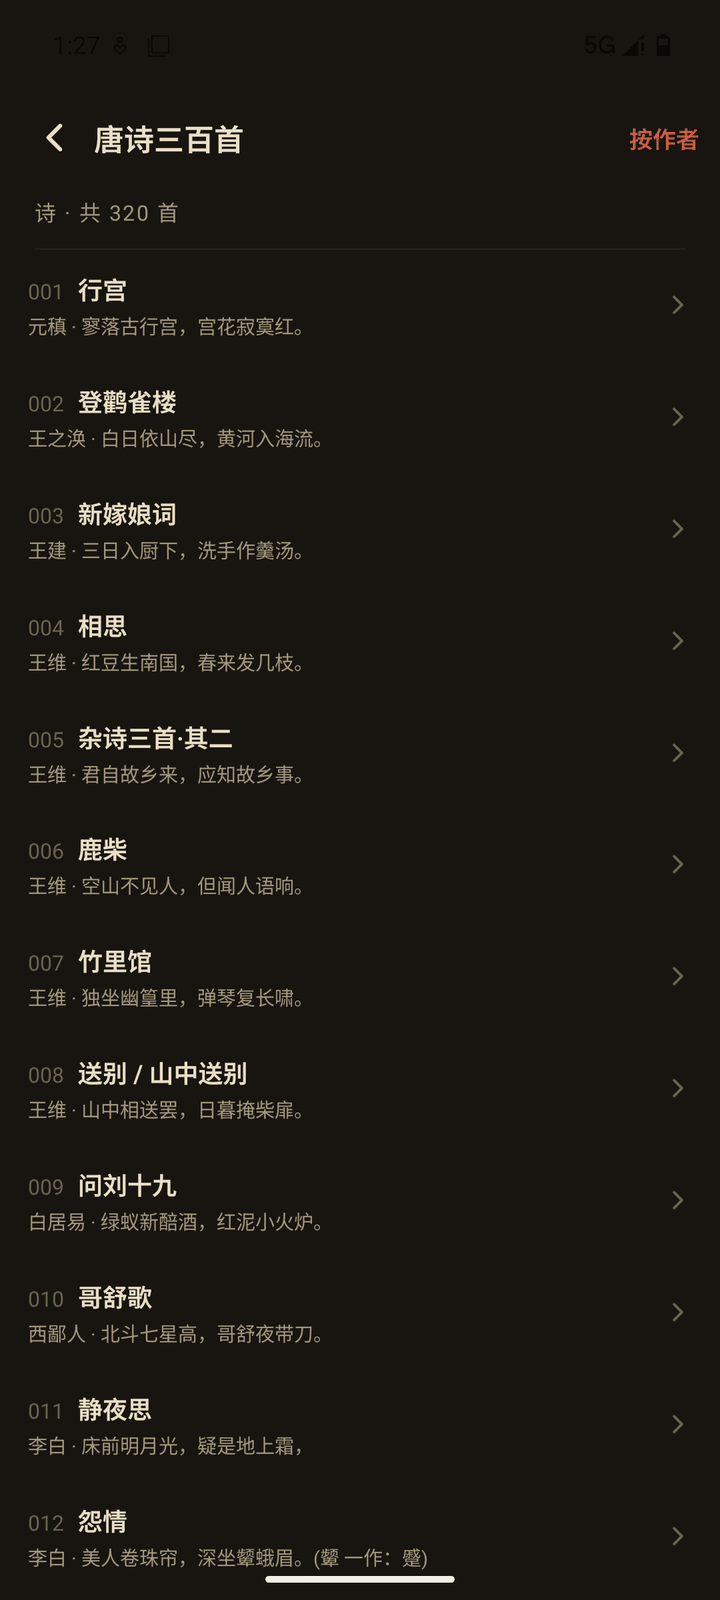 1:27
5G
唐诗三百首
按作者
诗 · 共 320 首
001 行宫
元稹 · 寥落古行宫，宫花寂寞红。
002 登鹳雀楼
王之涣 · 白日依山尽，黄河入海流。
003 新嫁娘词
王建 · 三日入厨下，洗手作羹汤。
004 相思
王维 · 红豆生南国，春来发几枝。
005 杂诗三首·其二
王维 · 君自故乡来，应知故乡事。
006 鹿柴
王维 · 空山不见人，但闻人语响。
007 竹里馆
王维 · 独坐幽篁里，弹琴复长啸。
008 送别 / 山中送别
王维 · 山中相送罢，日暮掩柴扉。
009 问刘十九
白居易 · 绿蚁新醅酒，红泥小火炉。
010 哥舒歌
西鄙人 · 北斗七星高，哥舒夜带刀。
011 静夜思
李白 · 床前明月光，疑是地上霜，
012 怨情
李白 · 美人卷珠帘，深坐颦蛾眉。(颦 一作：蹙)